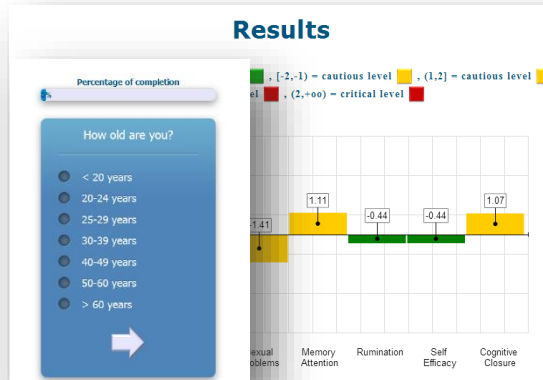 Results
Percentage of completion
, [-2,-1) = cautious level , (1,2] = cautious level
, (2,+oo) = critical level
How old are you?
< 20 years
20-24 years
25-29 years
30-39 years
40-49 years
50-60 years
> 60 years
-1.41
1.11
-0.44
-0.44
1.07
Memory Attention
Rumination
Self Efficacy
Cognitive Closure